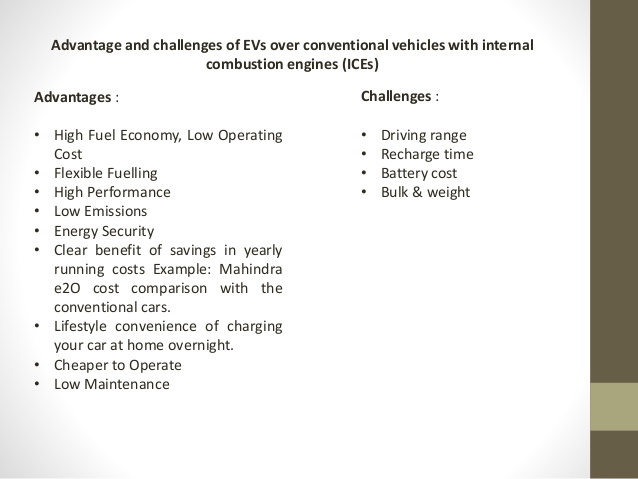 Advantage and challenges of EVs over conventional vehicles with internal
combustion engines (ICEs)
Advantages :
• High Fuel Economy, Low Operating
Cost
• Flexible Fuelling
• High Performance
• Low Emissions
• Energy Security
• Clear benefit of savings in yearly
running costs Example: Mahindra
e2O cost comparison with the
conventional cars.
• Lifestyle convenience of charging
your car at home overnight.
• Cheaper to Operate
• Low Maintenance
Challenges :
• Driving range
• Recharge time
• Battery cost
• Bulk & weight